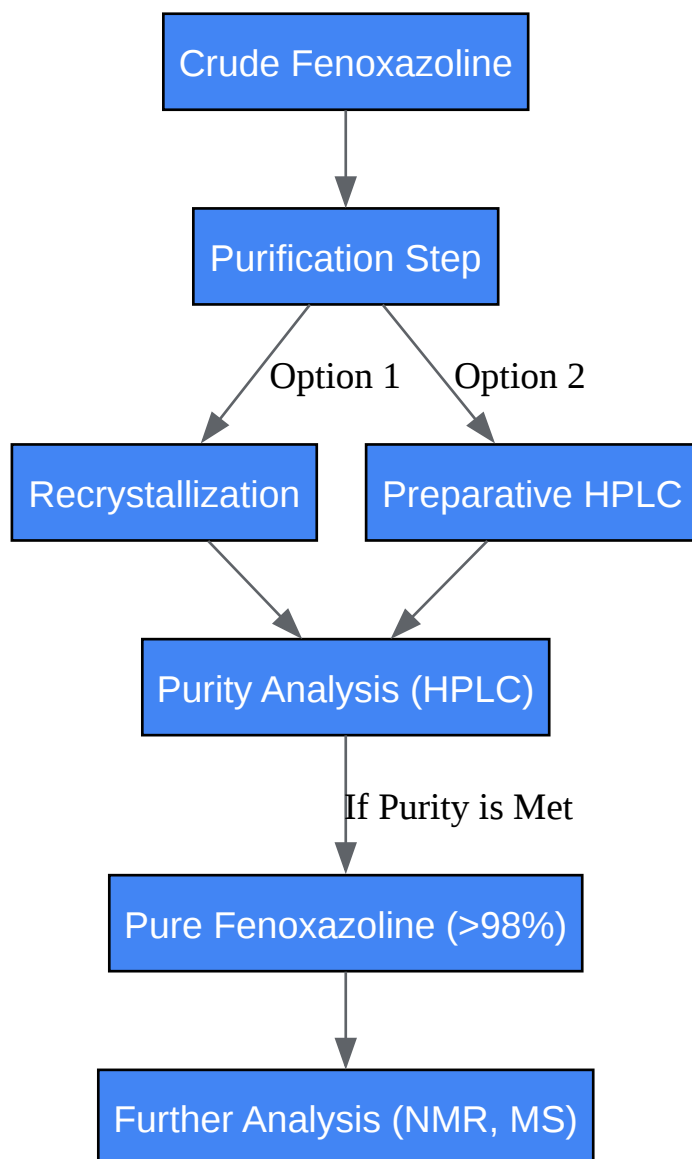 Crude Fenoxazoline
Purification Step
Option 1
Option 2
Recrystallization
Preparative HPLC
Purity Analysis (HPLC)
If Purity is Met
Pure Fenoxazoline (>98%)
Further Analysis (NMR, MS)